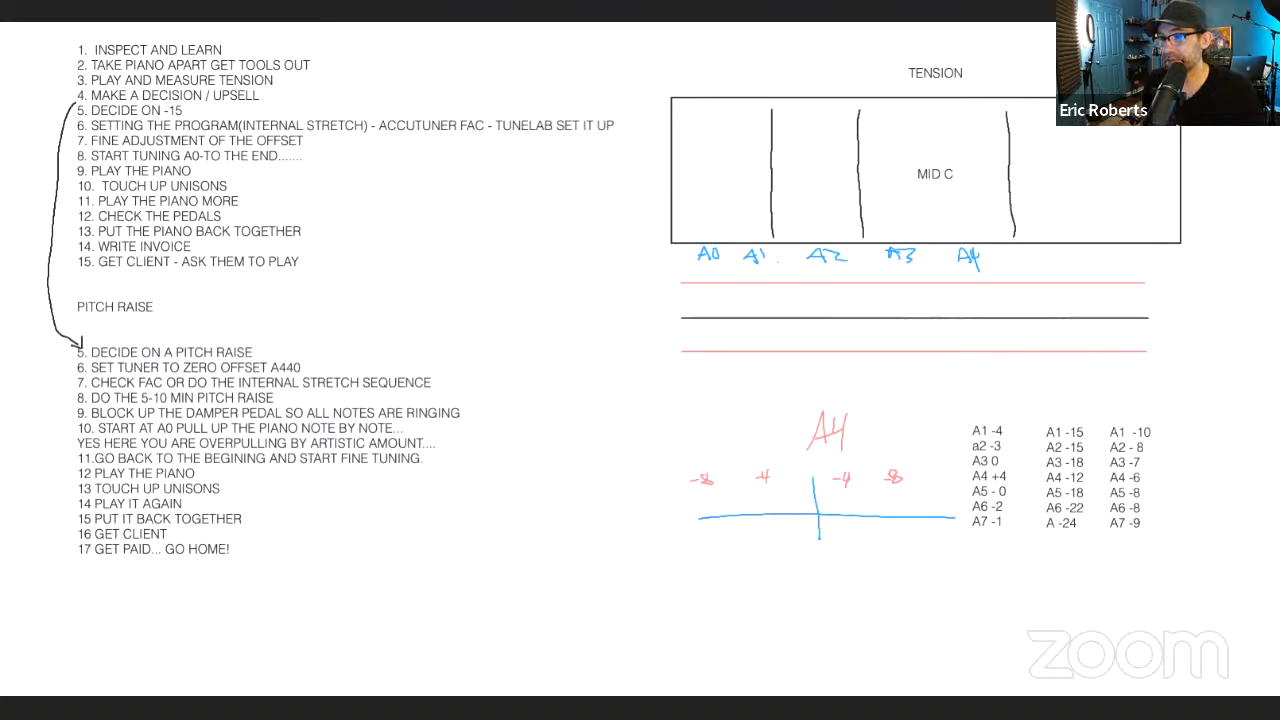 1.  INSPECT AND LEARN
2. TAKE PIANO APART GET TOOLS OUT
3. PLAY AND MEASURE TENSION
4. MAKE A DECISION / UPSELL
5. DECIDE ON -15
6. SETTING THE PROGRAM(INTERNAL STRETCH) - ACCUTUNER FAC - TUNELAB SET IT UP
7. FINE ADJUSTMENT OF THE OFFSET
8. START TUNING A0-TO THE END.......
9. PLAY THE PIANO
10.  TOUCH UP UNISONS
11. PLAY THE PIANO MORE
12. CHECK THE PEDALS
13. PUT THE PIANO BACK TOGETHER
14. WRITE INVOICE
15. GET CLIENT - ASK THEM TO PLAY
PITCH RAISE
5. DECIDE ON A PITCH RAISE
6. SET TUNER TO ZERO OFFSET A440
7. CHECK FAC OR DO THE INTERNAL STRETCH SEQUENCE
8. DO THE 5-10 MIN PITCH RAISE
9. BLOCK UP THE DAMPER PEDAL SO ALL NOTES ARE RINGING
10. START AT A0 PULL UP THE PIANO NOTE BY NOTE...
YES HERE YOU ARE OVERPULLING BY ARTISTIC AMOUNT....
11.GO BACK TO THE BEGINING AND START FINE TUNING.
12 PLAY THE PIANO
13 TOUCH UP UNISONS
14 PLAY IT AGAIN
15 PUT IT BACK TOGETHER
16 GET CLIENT
17 GET PAID... GO HOME!
TENSION
MID C
A0 A1 A2 A3 A4
A4
-8 -4 -4 -8
A1 -4
a2 -3
A3 0
A4 +4
A5 - 0
A6 -2
A7 -1
A1 -15
A2 -15
A3 -18
A4 -12
A5 -18
A6 -22
A -24
A1  -10
A2 - 8
A3 -7
A4 -6
A5 -8
A6 -8
A7 -9
Eric Roberts
zoom